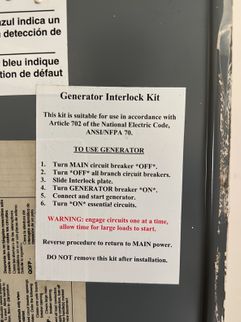 azul indica un
a detección de
bleu indique
tion de défaut
Generator Interlock Kit
This kit is suitable for use in accordance with
Article 702 of the National Electric Code,
ANSI/NFPA 70.
TO USE GENERATOR
1. Turn MAIN circuit breaker *OFF*.
2. Turn *OFF* all branch circuit breakers.
3. Slide Interlock plate.
4. Turn GENERATOR breaker *ON*.
5. Connect and start generator.
6. Turn *ON* essential circuits.
WARNING: engage circuits one at a time,
allow time for large loads to start.
Reverse procedure to return to MAIN power.
DO NOT remove this kit after installation.